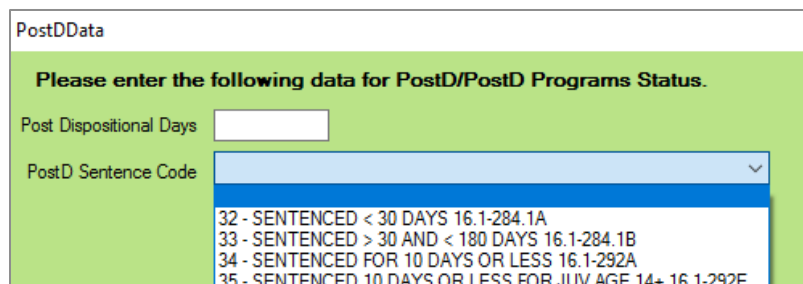 PostDData
Please enter the following data for PostD/PostD Programs Status.
Post Dispositional Days
PostD Sentence Code
32 - SENTENCED < 30 DAYS 16.1-284.1A
33 - SENTENCED > 30 AND < 180 DAYS 16.1-284.1B
34 - SENTENCED FOR 10 DAYS OR LESS 16.1-292A
35 - SENTENCED 10 DAYS OR LESS FOR JUV AGE 14+